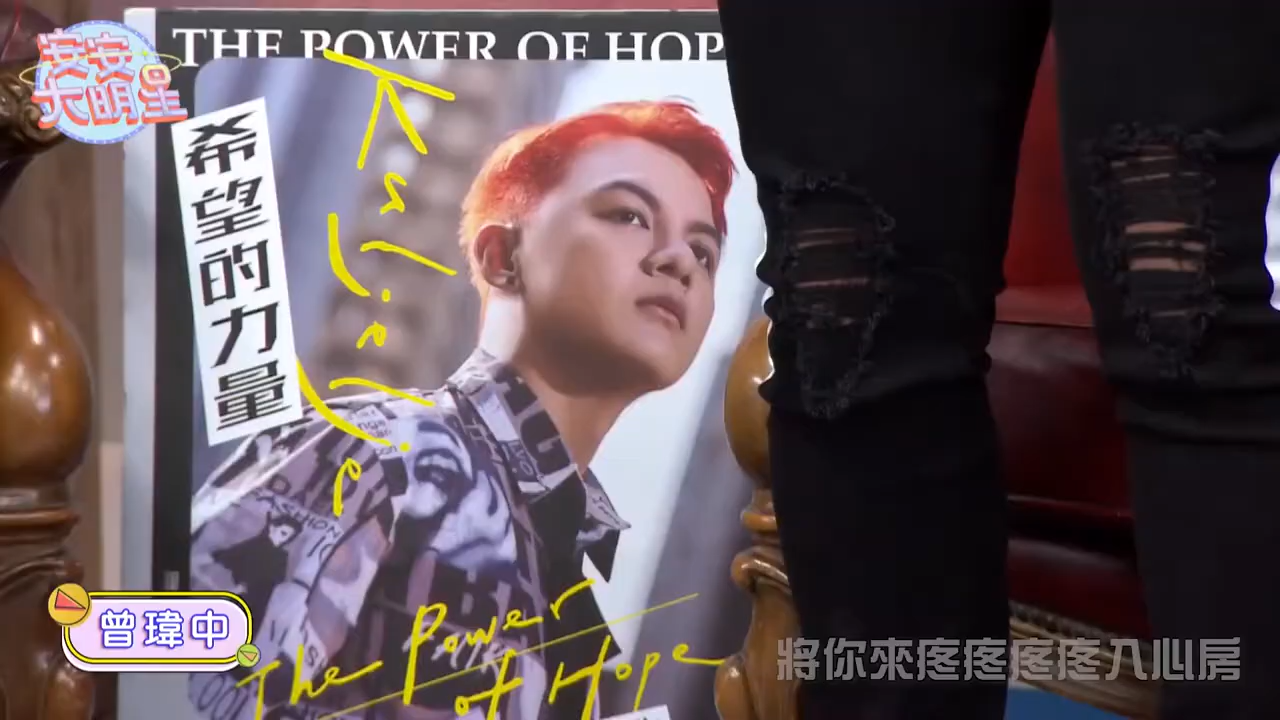 安安
大明星
THE POWER OF HOP
希望的力量
The Power
of Hope
曾瑋中
將你來疼疼疼疼入心房